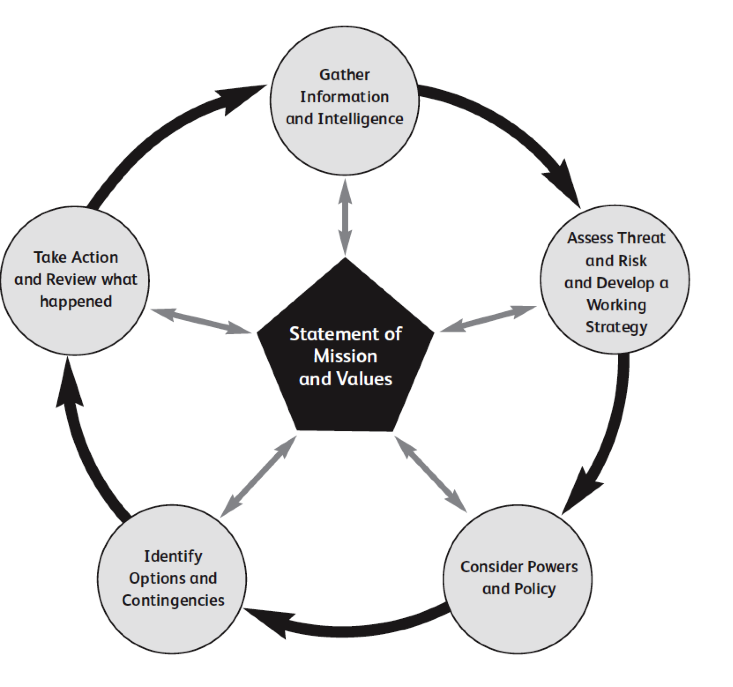 Gather
Information
and Intelligence
Assess Threat
and Risk
and Develop a
Working
Strategy
Consider Powers
and Policy
Identify
Options and
Contingencies
Take Action
and Review what
happened
Statement of
Mission
and Values